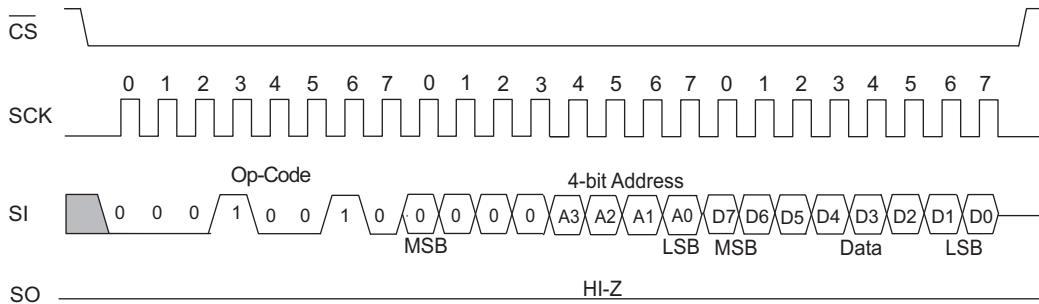 CS
0 1 2 3 4 5 6 7 0 1 2 3 4 5 6 7 0 1 2 3 4 5 6 7
SCK
Op-Code 4-bit Address
SI 0 0 0 1 0 0 1 0 0 0 0 0 A3 A2 A1 A0 D7 D6 D5 D4 D3 D2 D1 D0
MSB LSB MSB Data LSB
HI-Z
SO